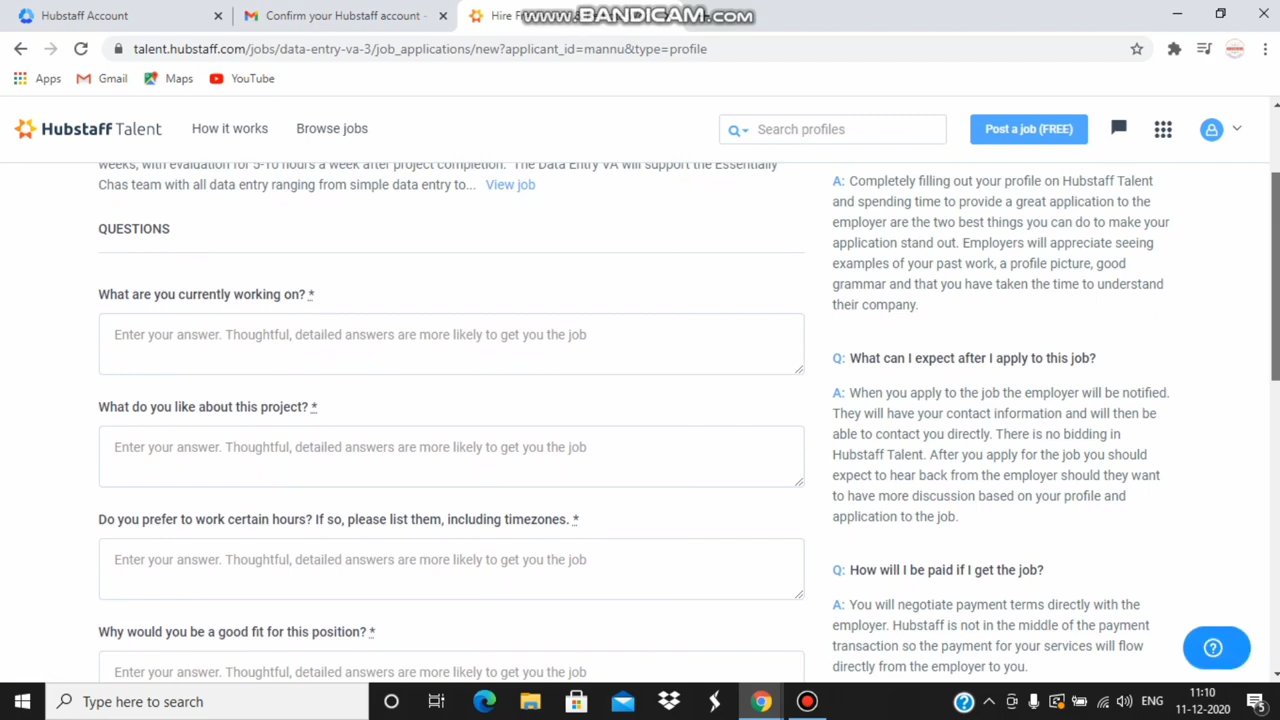 Hubstaff Account
Confirm your Hubstaff account -
Hire F
www.BANDICAM.com
talent.hubstaff.com/jobs/data-entry-va-3/job_applications/new?applicant_id=mannu&type=profile
Apps
Gmail
Maps
YouTube
Hubstaff Talent
How it works
Browse jobs
Search profiles
Post a job (FREE)
weeks, with evaluation for 5-10 hours a week after project completion. The Data Entry VA will support the Essentially
Chas team with all data entry ranging from simple data entry to... View job
QUESTIONS
What are you currently working on? *
Enter your answer. Thoughtful, detailed answers are more likely to get you the job
What do you like about this project? *
Enter your answer. Thoughtful, detailed answers are more likely to get you the job
Do you prefer to work certain hours? If so, please list them, including timezones. *
Enter your answer. Thoughtful, detailed answers are more likely to get you the job
Why would you be a good fit for this position? *
Enter your answer. Thoughtful, detailed answers are more likely to get you the job
A: Completely filling out your profile on Hubstaff Talent
and spending time to provide a great application to the
employer are the two best things you can do to make your
application stand out. Employers will appreciate seeing
examples of your past work, a profile picture, good
grammar and that you have taken the time to understand
their company.
Q: What can I expect after I apply to this job?
A: When you apply to the job the employer will be notified.
They will have your contact information and will then be
able to contact you directly. There is no bidding in
Hubstaff Talent. After you apply for the job you should
expect to hear back from the employer should they want
to have more discussion based on your profile and
application to the job.
Q: How will I be paid if I get the job?
A: You will negotiate payment terms directly with the
employer. Hubstaff is not in the middle of the payment
transaction so the payment for your services will flow
directly from the employer to you.
Type here to search
ENG
11:10
11-12-2020
5